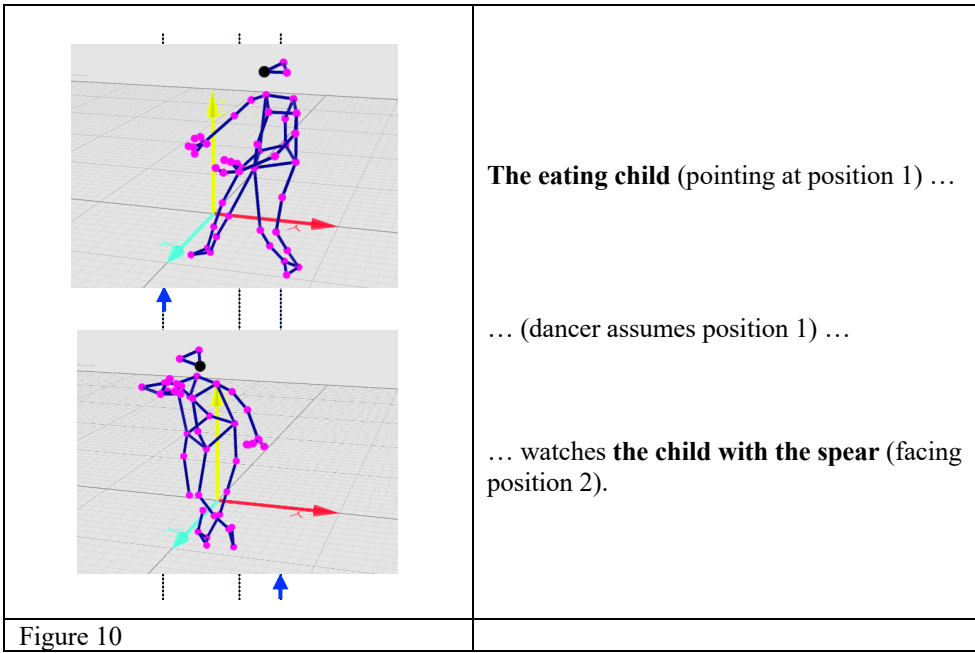 The eating child (pointing at position 1) …
… (dancer assumes position 1) …
… watches the child with the spear (facing
position 2).
Figure 10